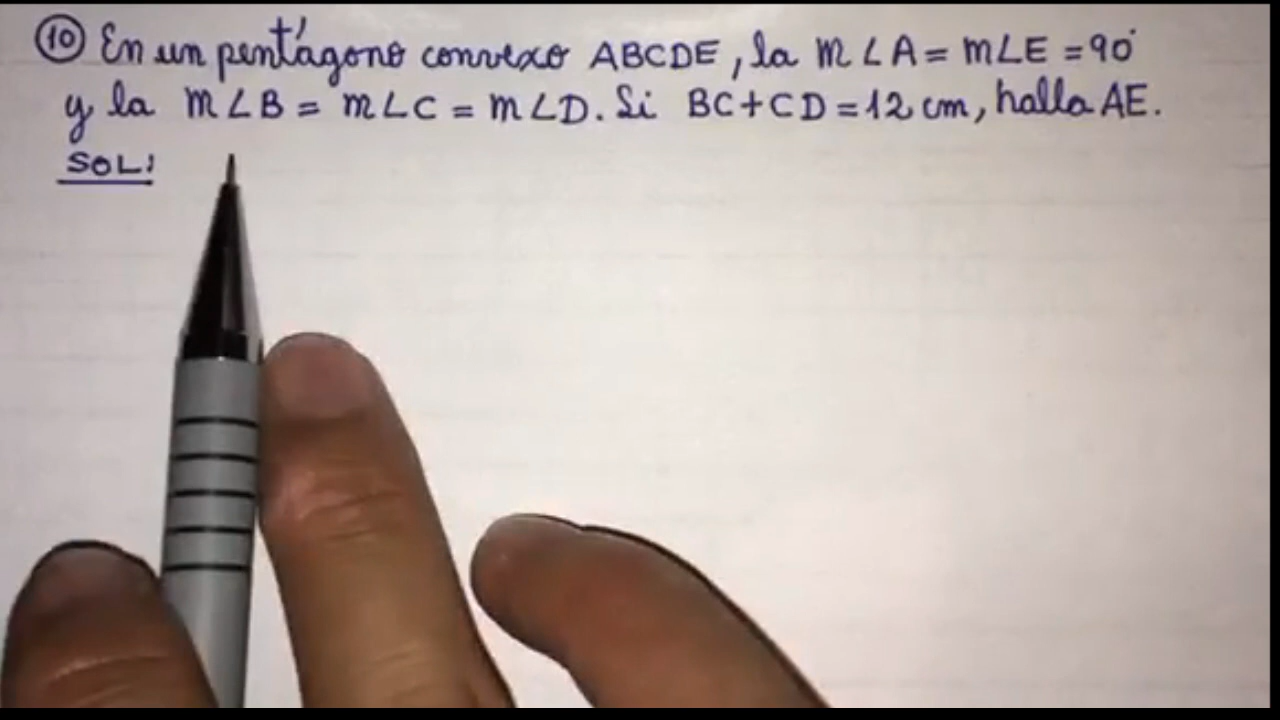 10 En un pentágono convexo ABCDE, la m∠A = m∠E = 90°
y la m∠B = m∠C = m∠D. Si BC + CD = 12 cm, halla AE.
SOL: